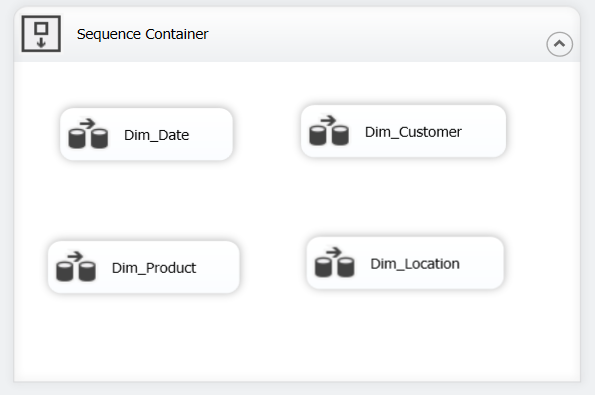 Sequence Container
Dim_Date
Dim_Customer
Dim_Product
Dim_Location